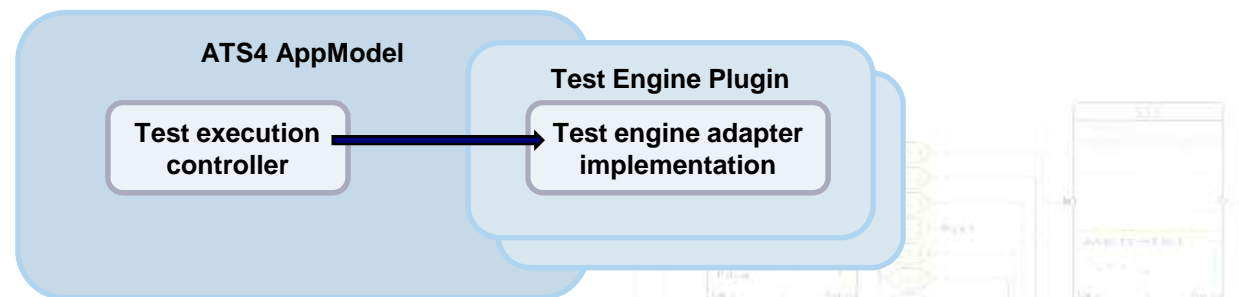 ATS4 AppModel
Test Engine Plugin
Test execution
controller
Test engine adapter
implementation